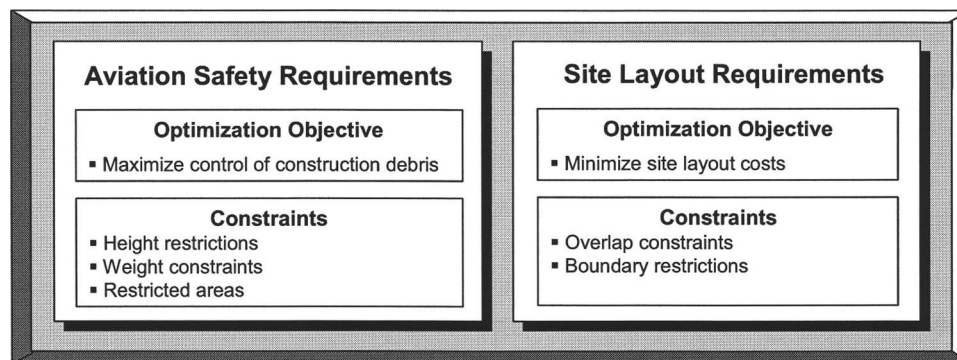 Aviation Safety Requirements
Optimization Objective
▪ Maximize control of construction debris
Constraints
▪ Height restrictions
▪ Weight constraints
▪ Restricted areas
Site Layout Requirements
Optimization Objective
▪ Minimize site layout costs
Constraints
▪ Overlap constraints
▪ Boundary restrictions